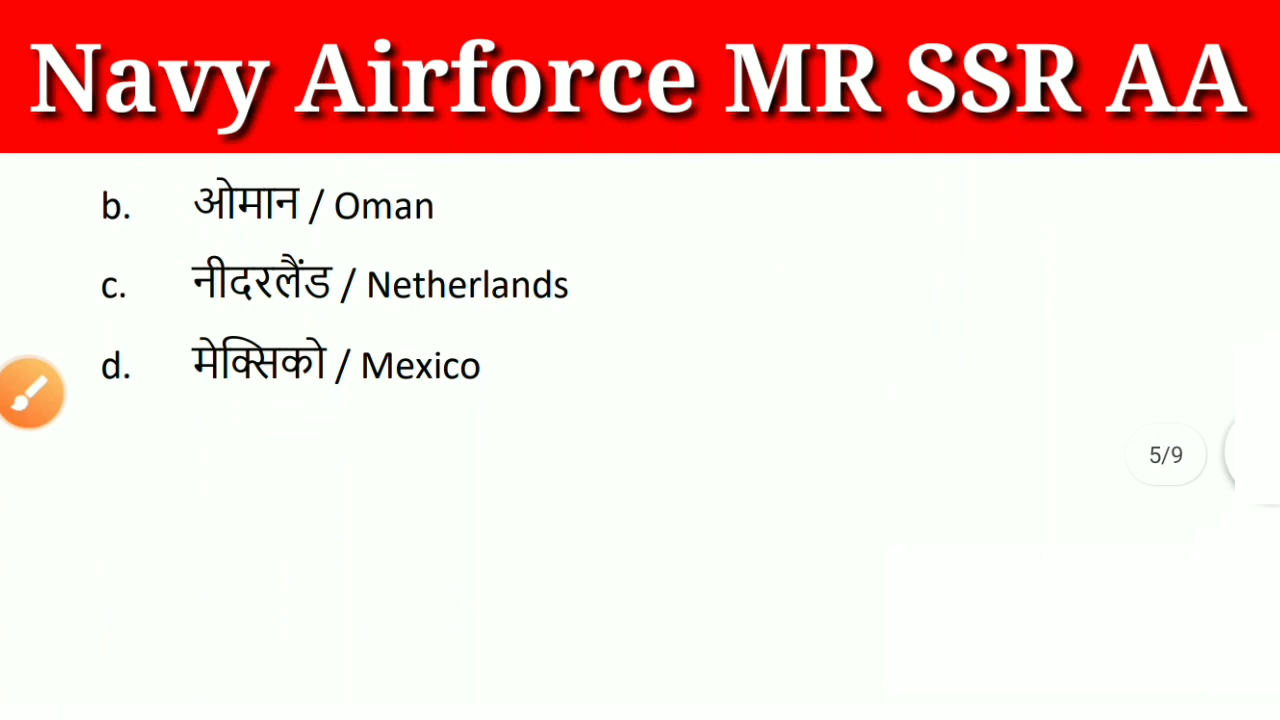 Navy Airforce MR SSR AA
b. ओमान / Oman
c. नीदरलैंड / Netherlands
d. मेक्सिको / Mexico
5/9